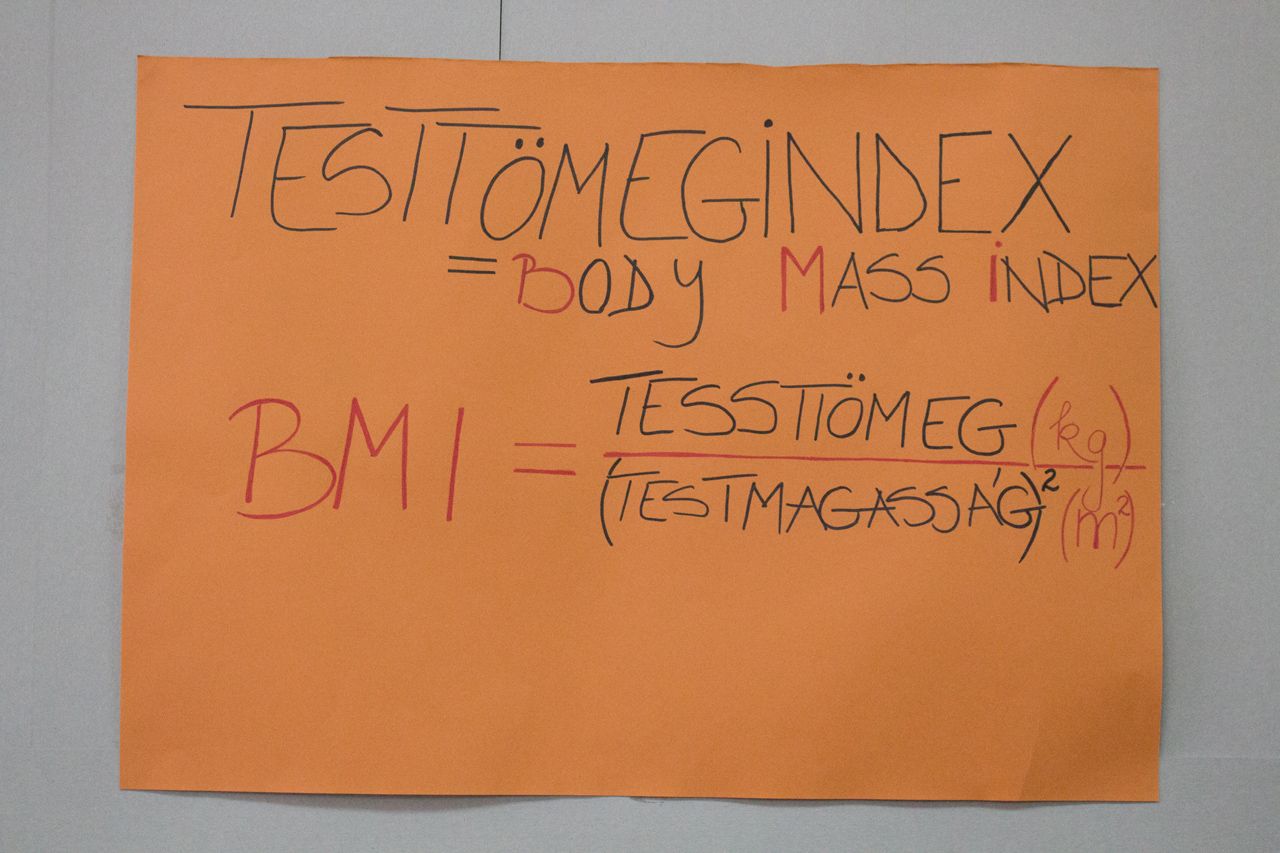 TESTTÖMEGINDEX
= BODY MASS INDEX
BMI = TESSTTÖMEG (kg)
(TESTMAGASSÁG)² (m²)